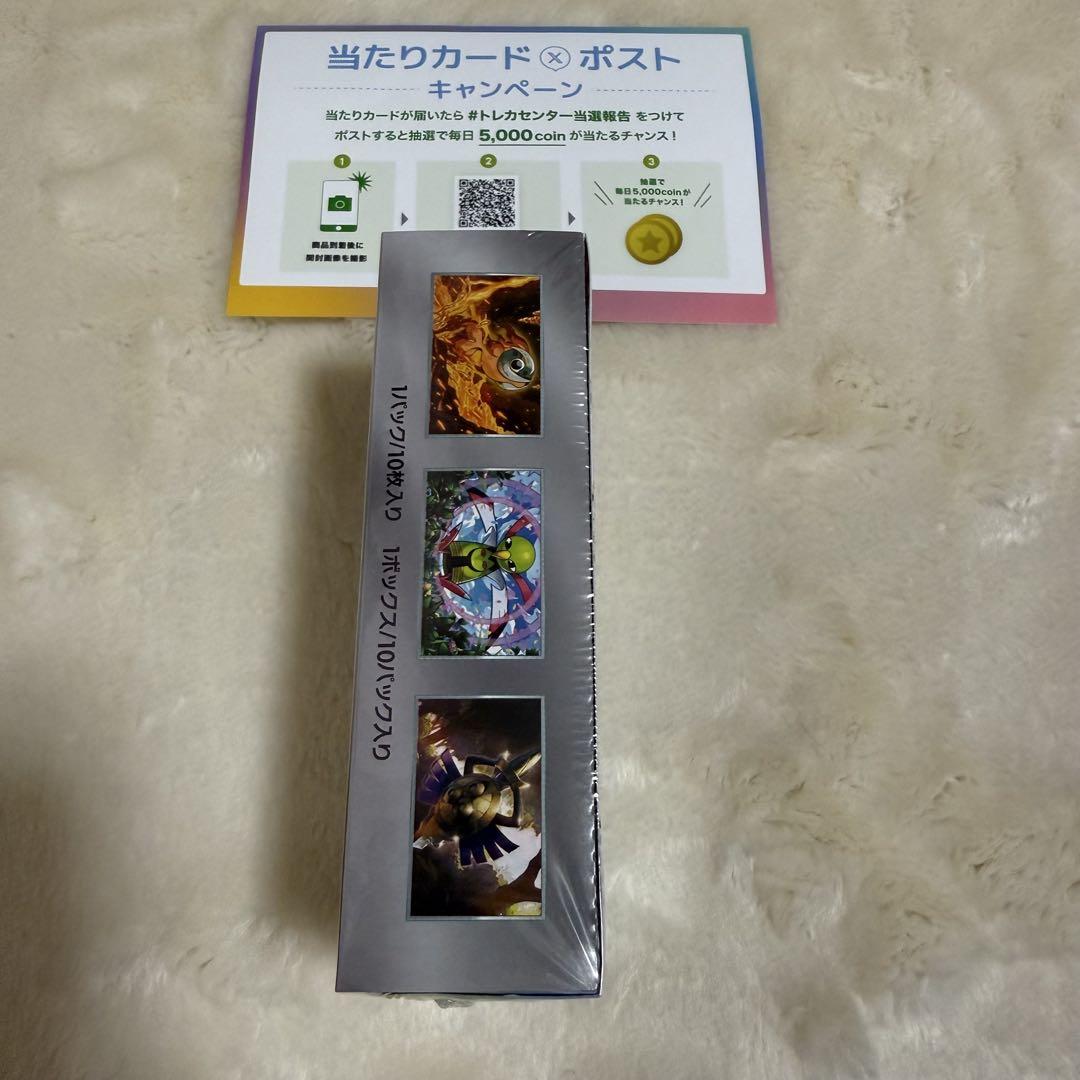 当たりカード X ポスト
キャンペーン
当たりカードが届いたら #トレカセンター当選報告 をつけて
ポストすると抽選で毎日 5,000coin が当たるチャンス!
1
商品到着後に
開封画像を撮影
2
3
抽選で
毎日5,000coinが
当たるチャンス!
1パック/10枚入り 1ボックス/10パック入り